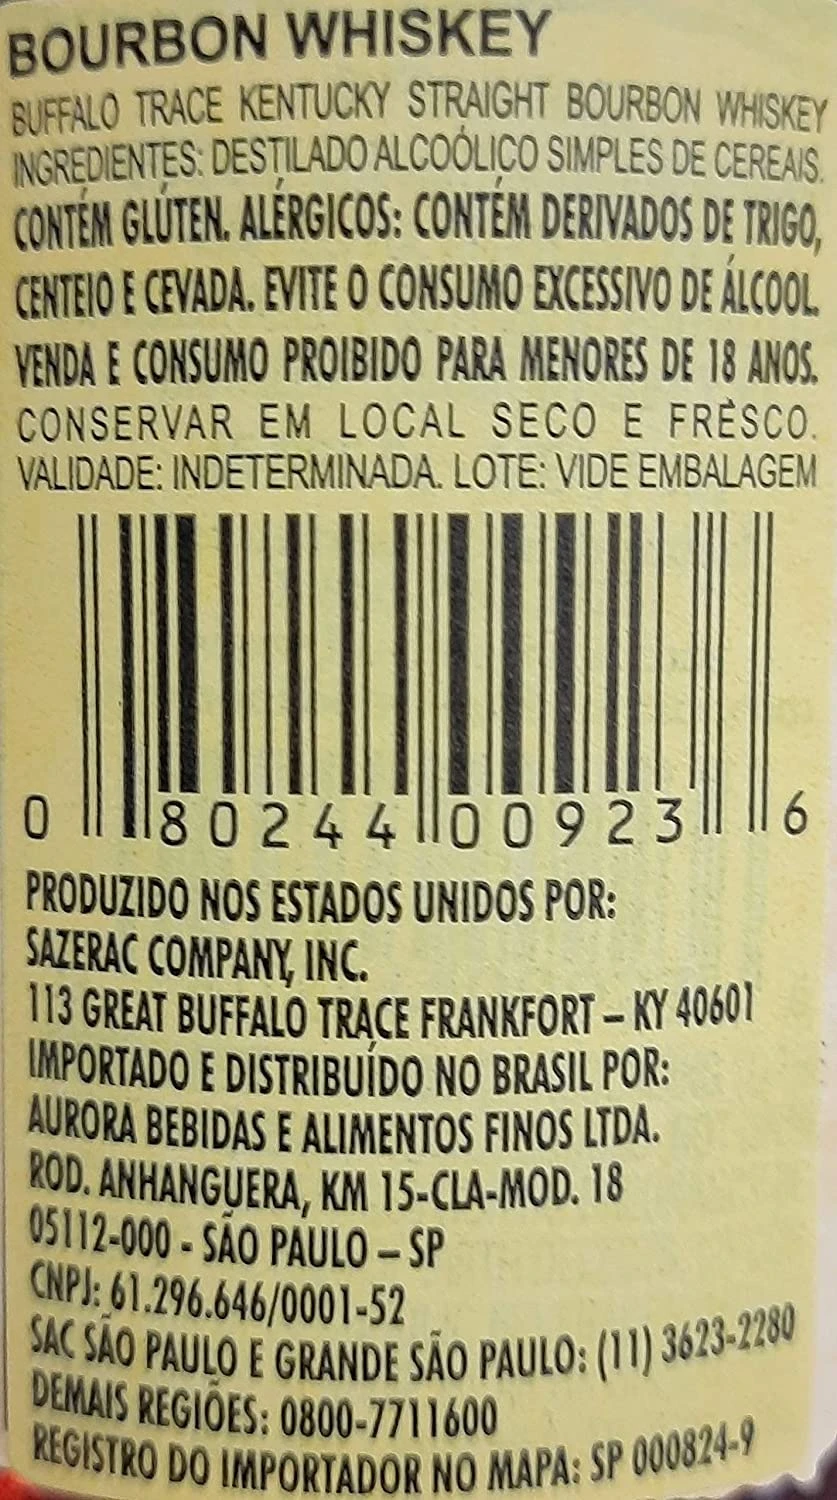 BOURBON WHISKEY
BUFFALO TRACE KENTUCKY STRAIGHT BOURBON WHISKEY
INGREDIENTES: DESTILADO ALCOÓLICO SIMPLES DE CEREAIS.
CONTÉM GLÚTEN. ALÉRGICOS: CONTÉM DERIVADOS DE TRIGO,
CENTEIO E CEVADA. EVITE O CONSUMO EXCESSIVO DE ÁLCOOL.
VENDA E CONSUMO PROIBIDO PARA MENORES DE 18 ANOS.
CONSERVAR EM LOCAL SECO E FRESCO.
VALIDADE: INDETERMINADA. LOTE: VIDE EMBALAGEM
0 80244 00923 6
PRODUZIDO NOS ESTADOS UNIDOS POR:
SAZERAC COMPANY, INC.
113 GREAT BUFFALO TRACE FRANKFORT – KY 40601
IMPORTADO E DISTRIBUÍDO NO BRASIL POR:
AURORA BEBIDAS E ALIMENTOS FINOS LTDA.
ROD. ANHANGUERA, KM 15-CLA-MOD. 18
05112-000 - SÃO PAULO – SP
CNPJ: 61.296.646/0001-52
SAC SÃO PAULO E GRANDE SÃO PAULO: (11) 3623-2280
DEMAIS REGIÕES: 0800-7711600
REGISTRO DO IMPORTADOR NO MAPA: SP 000824-9